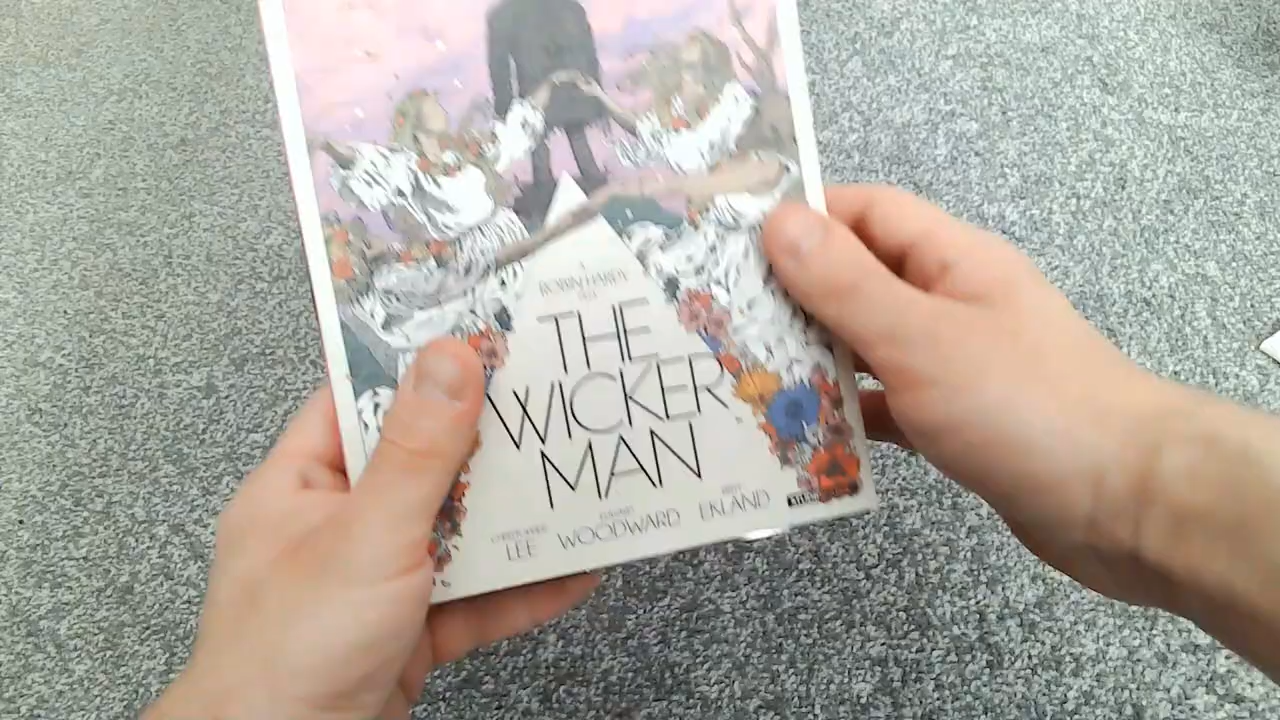 A
ROBIN HARDY
FILM
THE
WICKER
MAN
CHRISTOPHER EDWARD BRITT
LEE WOODWARD EKLAND